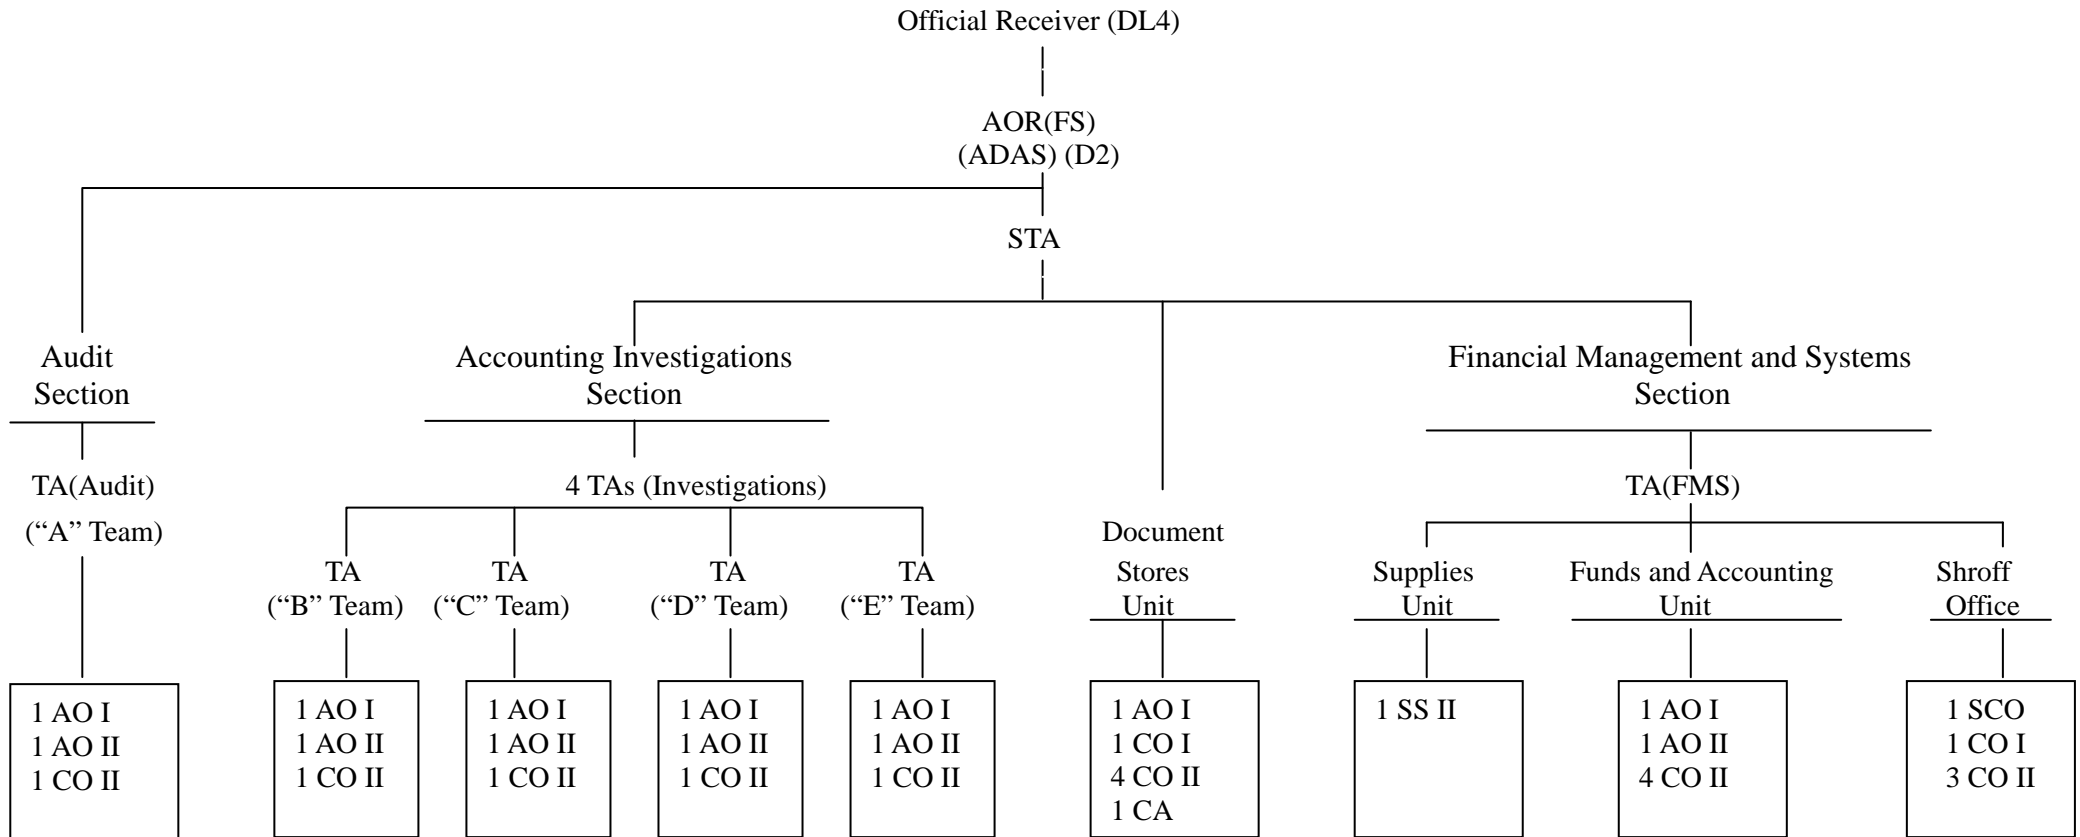 Official Receiver (DL4)
AOR(FS)
(ADAS) (D2)
STA
Audit
Section
Accounting Investigations
Section
Financial Management and Systems
Section
TA(Audit)
(“A” Team)
4 TAs (Investigations)
TA(FMS)
TA
(“B” Team)
TA
(“C” Team)
TA
(“D” Team)
TA
(“E” Team)
Document
Stores
Unit
Supplies
Unit
Funds and Accounting
Unit
Shroff
Office
1 AO I
1 AO II
1 CO II
1 AO I
1 AO II
1 CO II
1 AO I
1 AO II
1 CO II
1 AO I
1 AO II
1 CO II
1 AO I
1 AO II
1 CO II
1 AO I
1 CO I
4 CO II
1 CA
1 SS II
1 AO I
1 AO II
4 CO II
1 SCO
1 CO I
3 CO II